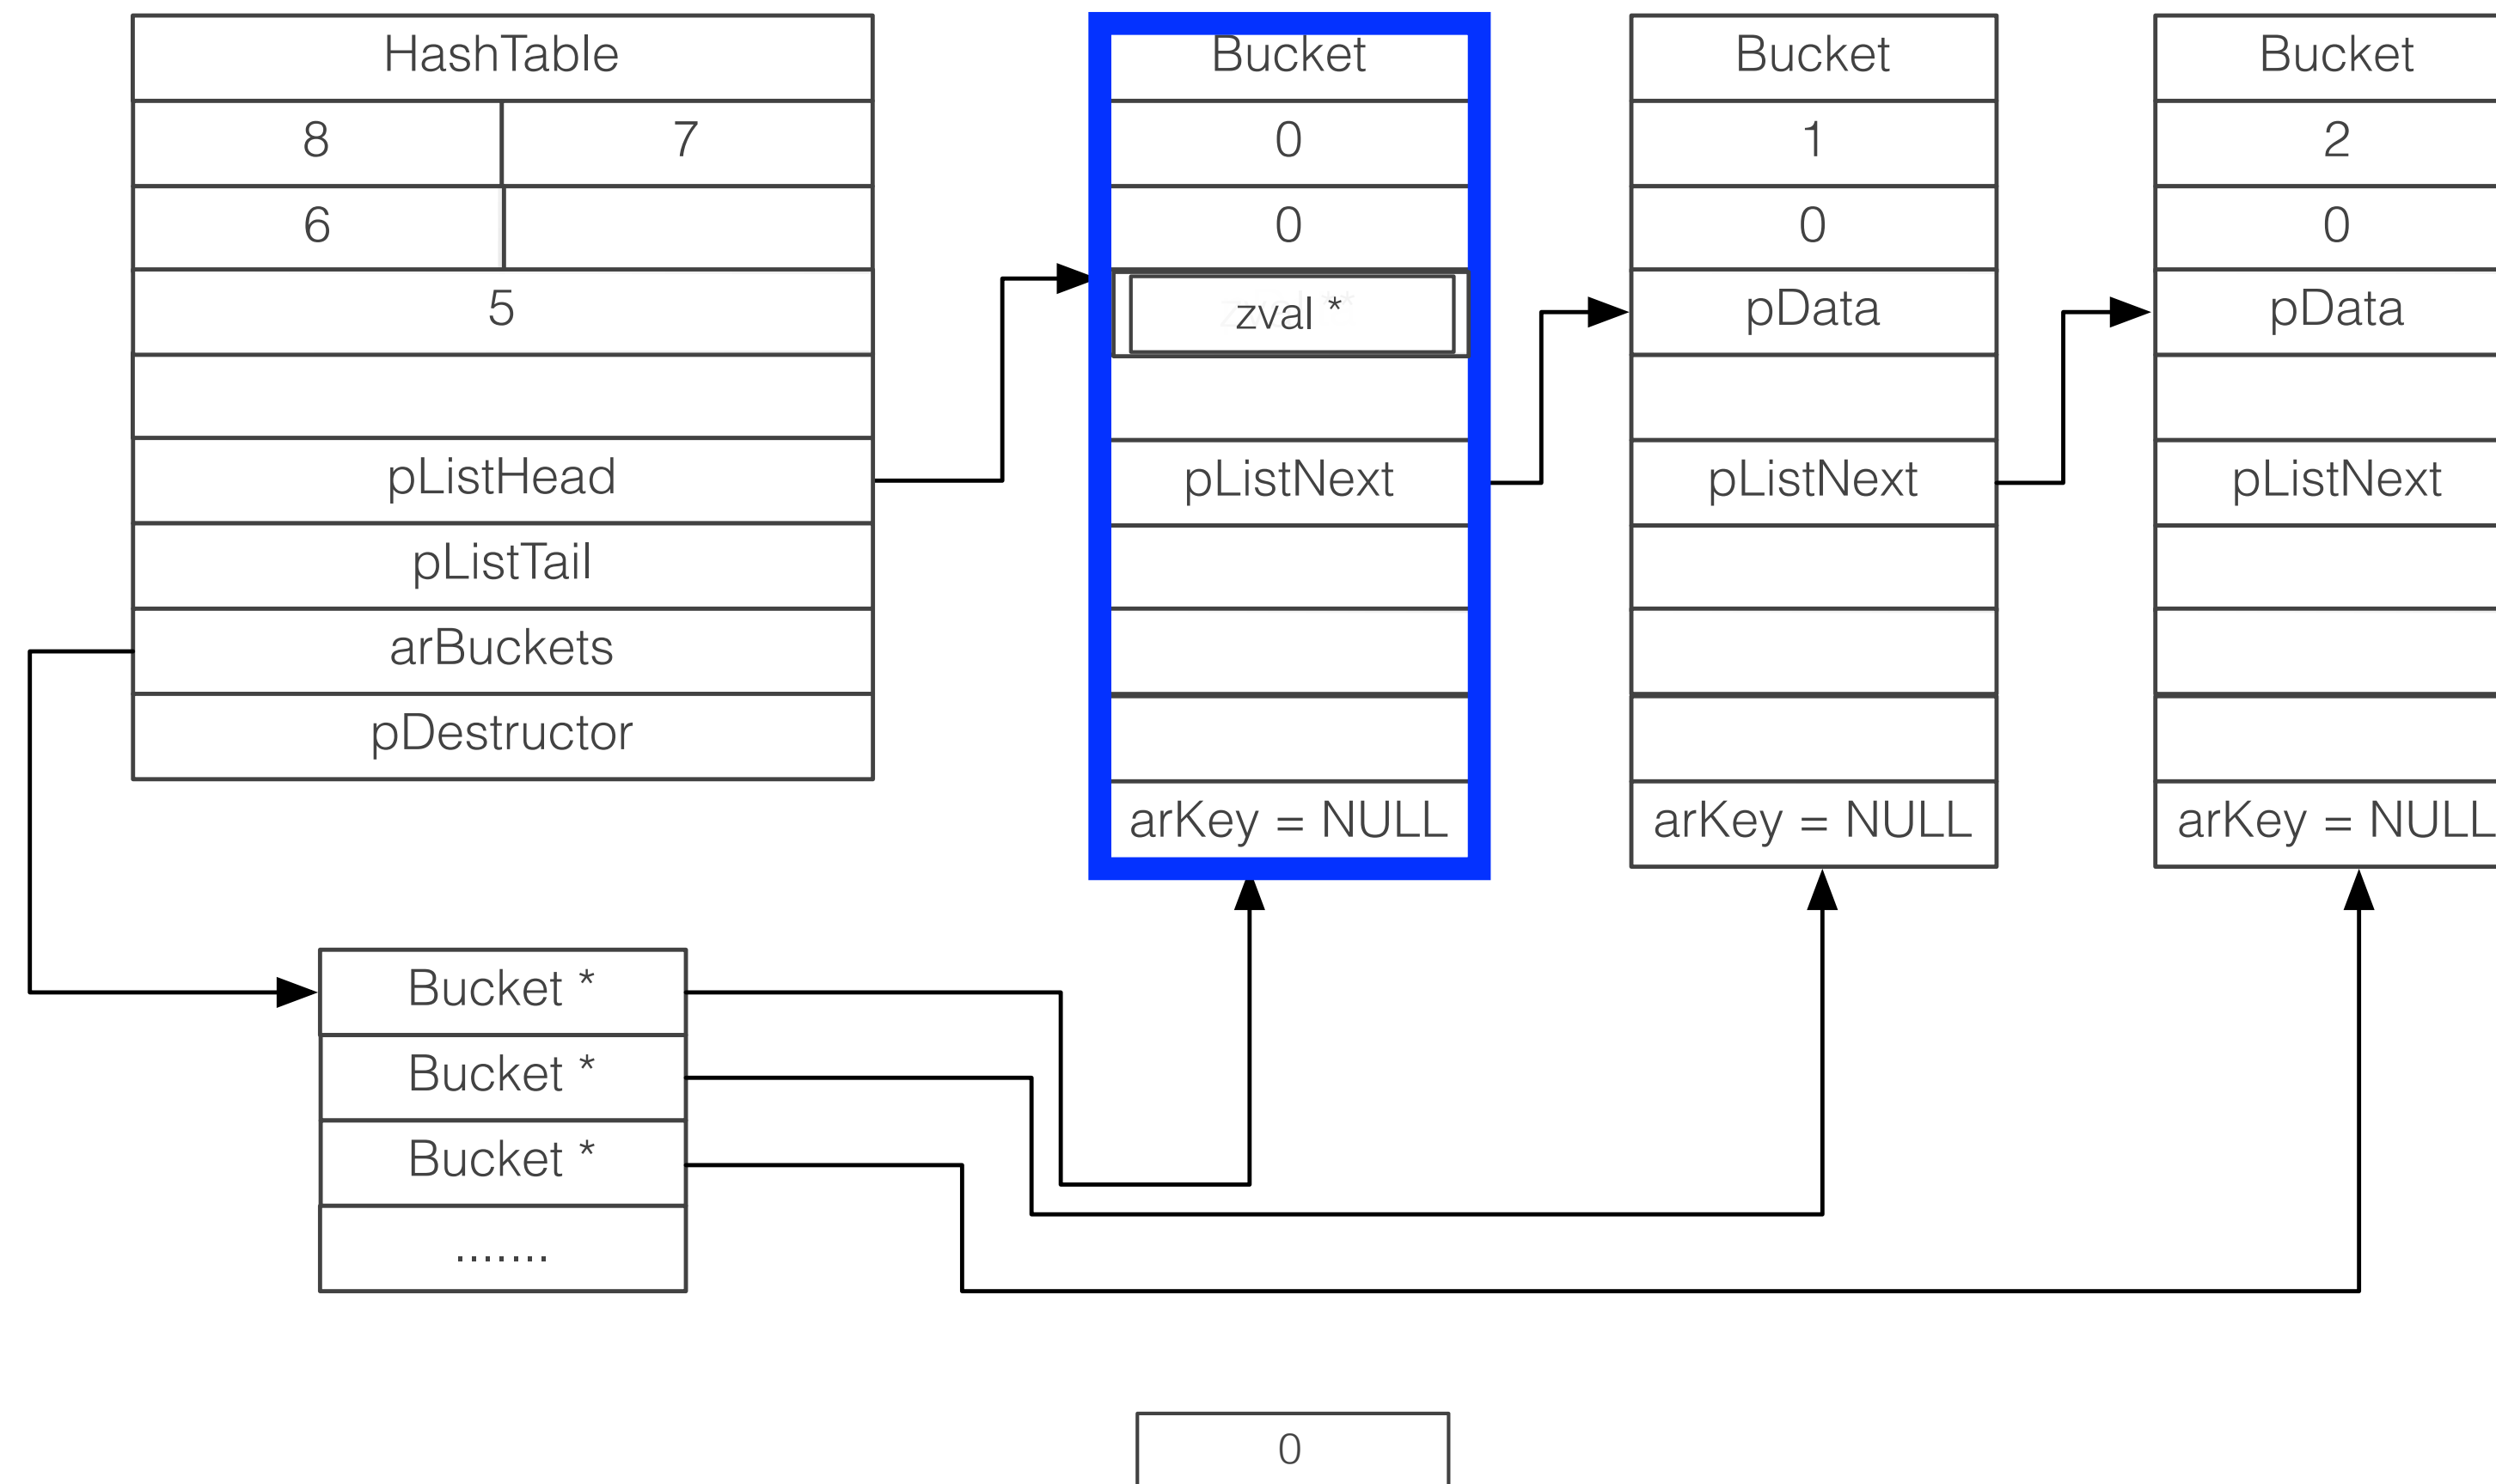 HashTable
8 7
6
5
pListHead
pListTail
arBuckets
pDestructor
Bucket
0
0
zval *
pListNext
arKey = NULL
Bucket
1
0
pData
pListNext
arKey = NULL
Bucket
2
0
pData
pListNext
arKey = NULL
Bucket *
Bucket *
Bucket *
.......
0